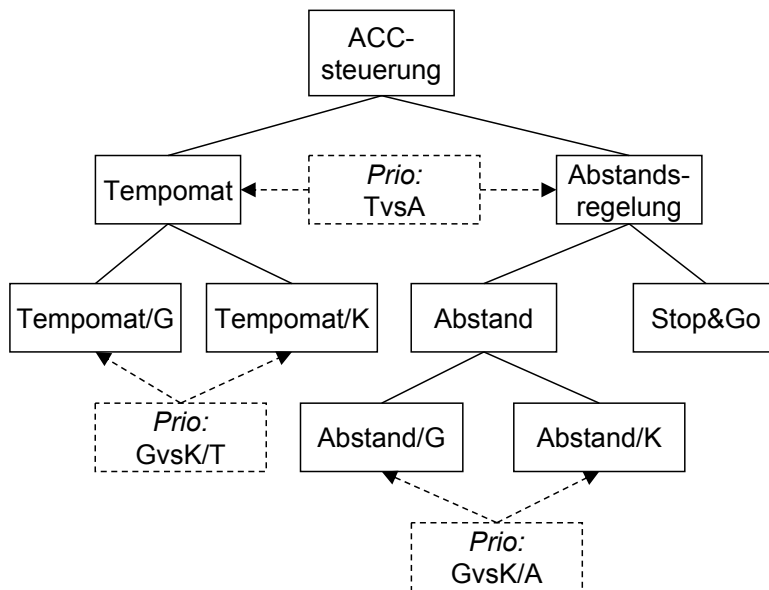 ACC-
steuerung
Tempomat
Prio:
TvsA
Abstands-
regelung
Tempomat/G
Tempomat/K
Abstand
Stop&Go
Prio:
GvsK/T
Abstand/G
Abstand/K
Prio:
GvsK/A